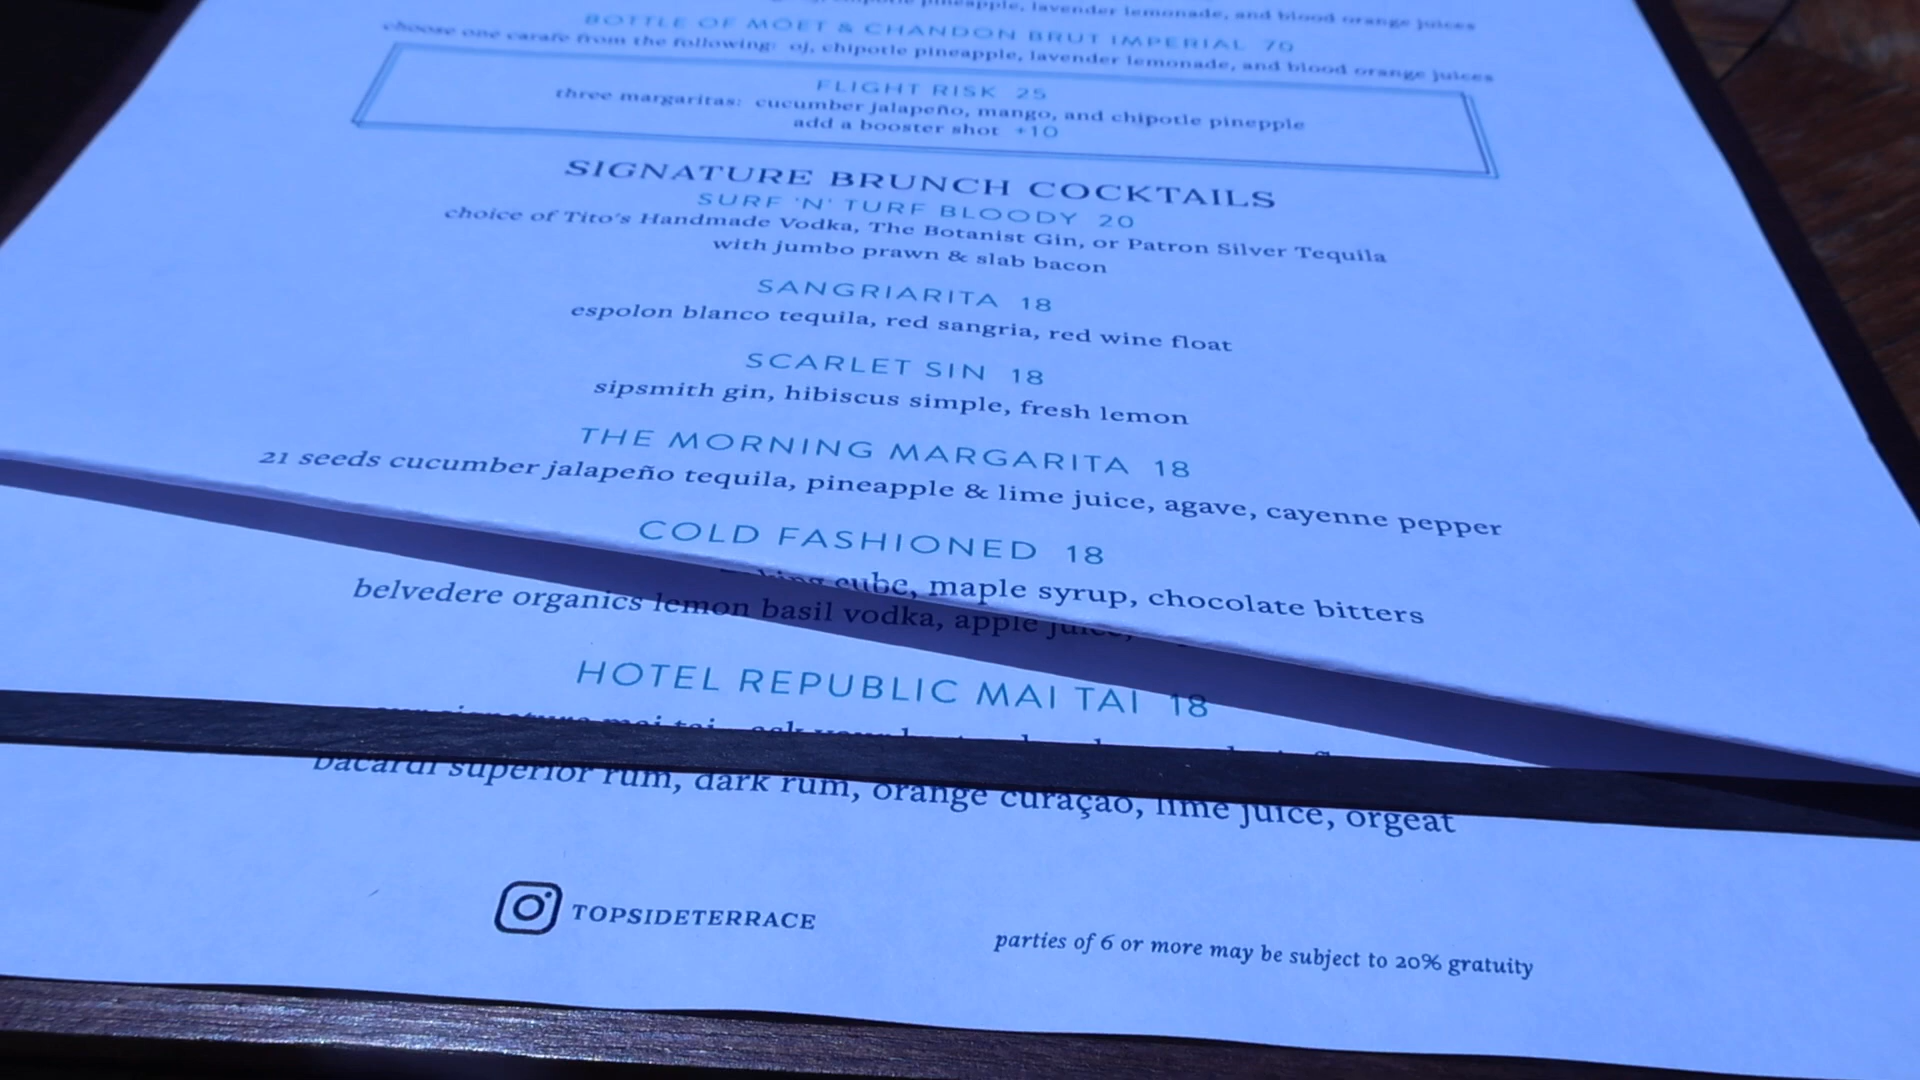 pineapple, lavender lemonade, and blood orange juices
BOTTLE OF MOËT & CHANDON BRUT IMPERIAL 70
choose one carafe from the following: oj, chipotle pineapple, lavender lemonade, and blood orange juices
FLIGHT RISK 25
three margaritas: cucumber jalapeño, mango, and chipotle pinepple
add a booster shot +10
SIGNATURE BRUNCH COCKTAILS
SURF 'N' TURF BLOODY 20
choice of Tito's Handmade Vodka, The Botanist Gin, or Patron Silver Tequila
with jumbo prawn & slab bacon
SANGRIARITA 18
espolon blanco tequila, red sangria, red wine float
SCARLET SIN 18
sipsmith gin, hibiscus simple, fresh lemon
THE MORNING MARGARITA 18
21 seeds cucumber jalapeño tequila, pineapple & lime juice, agave, cayenne pepper
COLD FASHIONED 18
cube, maple syrup, chocolate bitters
belvedere organics lemon basil vodka, apple juice,
HOTEL REPUBLIC MAI TAI 18
bacardi superior rum, dark rum, orange curaçao, lime juice, orgeat
TOPSIDETERRACE
parties of 6 or more may be subject to 20% gratuity